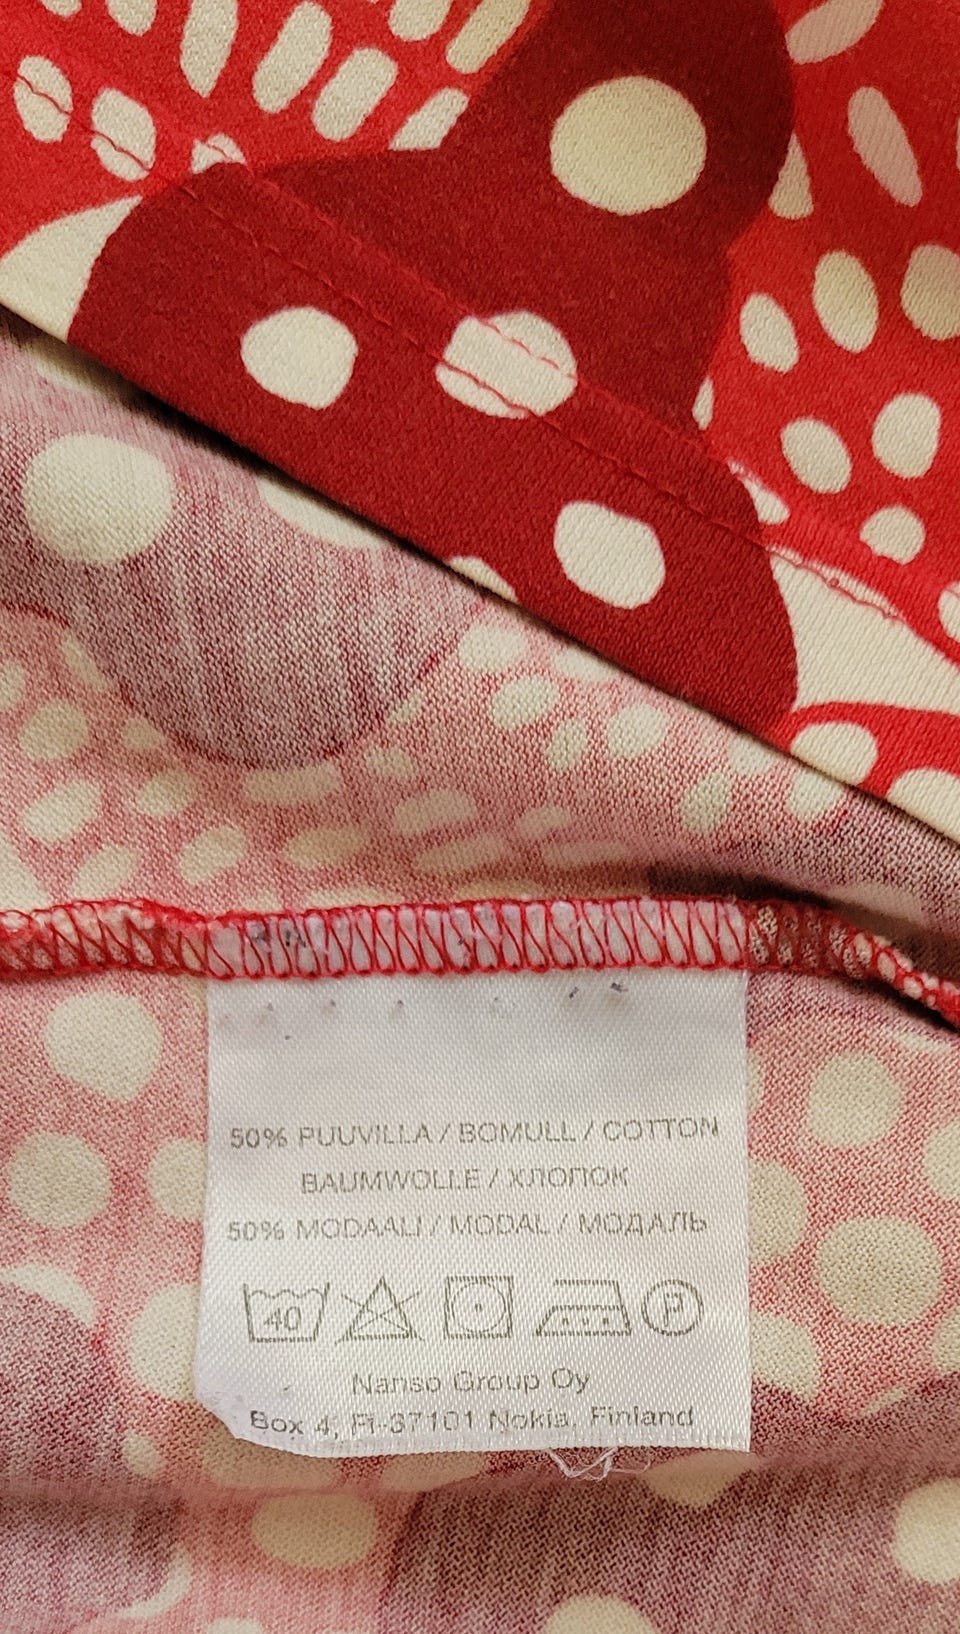 50% PUUVILLA / BOMULL / COTTON
BAUMWOLLE / ХЛОПОК
50% MODAALI / MODAL / МОДАЛЬ
40 P
Nanso Group Oy
Box 4, FI-37101 Nokia, Finland